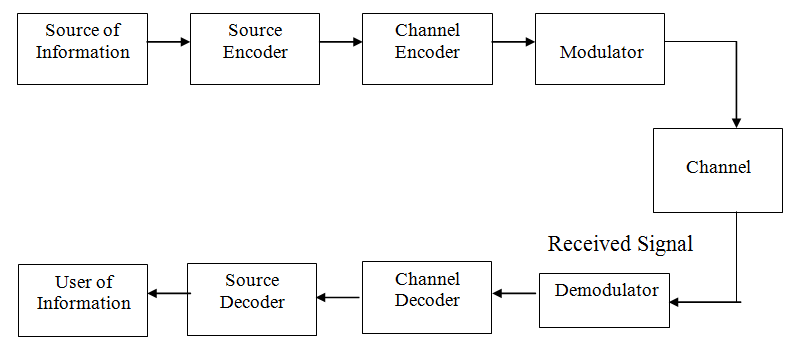 Source of
Information
Source
Encoder
Channel
Encoder
Modulator
Channel
Received Signal
User of
Information
Source
Decoder
Channel
Decoder
Demodulator